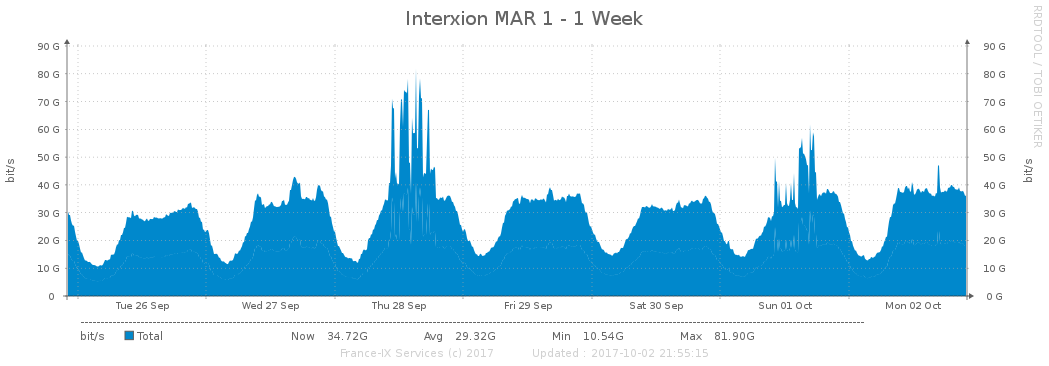 Interxion MAR 1 - 1 Week
RRDTOOL / TOBI OETIKER
bit/s
90 G 90 G
80 G 80 G
70 G 70 G
60 G 60 G
50 G 50 G
40 G 40 G
30 G 30 G
20 G 20 G
10 G 10 G
0 0 G
bit/s
Tue 26 Sep Wed 27 Sep Thu 28 Sep Fri 29 Sep Sat 30 Sep Sun 01 Oct Mon 02 Oct
bit/s Total Now 34.72G Avg 29.32G Min 10.54G Max 81.90G
France-IX Services (c) 2017 Updated : 2017-10-02 21:55:15